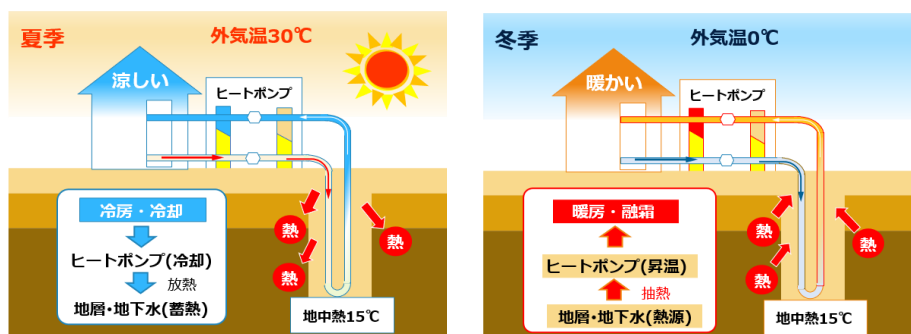 夏季
外気温30℃
涼しい
ヒートポンプ
冷房・冷却
ヒートポンプ(冷却)
放熱
地層・地下水(蓄熱)
熱
熱
熱
地中熱15℃
冬季
外気温0℃
暖かい
ヒートポンプ
暖房・融霜
ヒートポンプ(昇温)
抽熱
地層・地下水(熱源)
熱
熱
熱
地中熱15℃